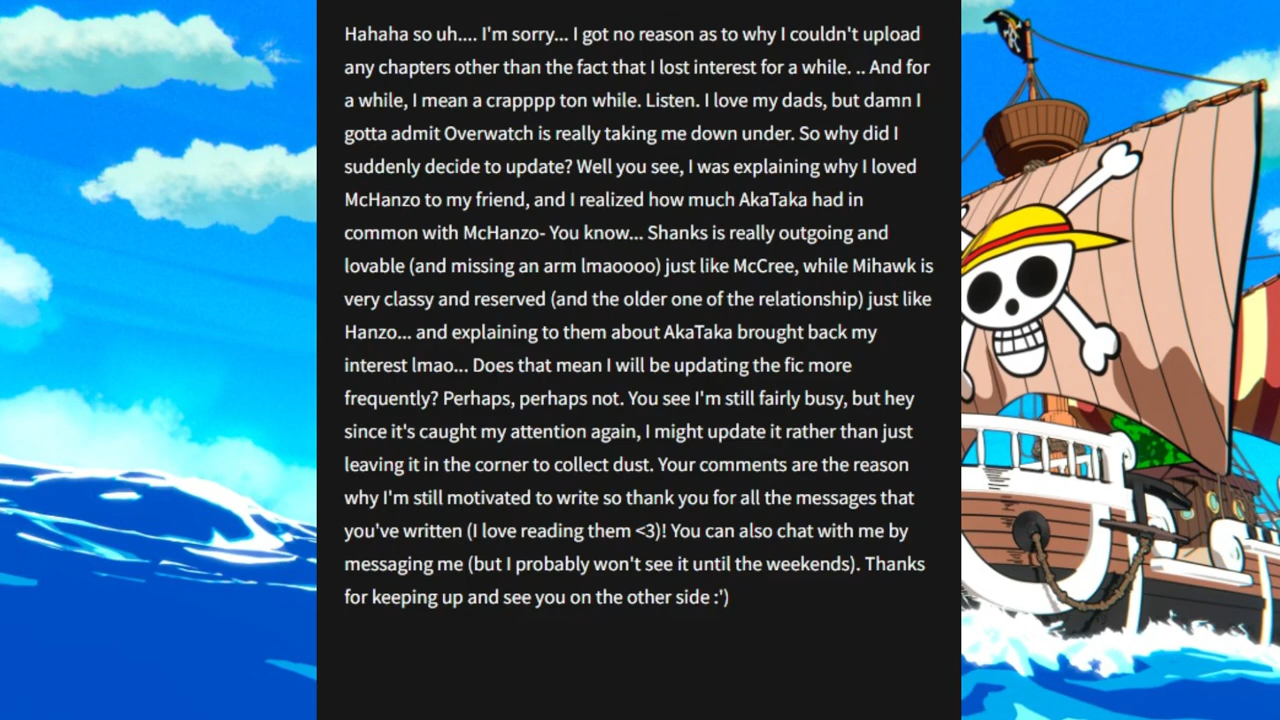 Hahaha so uh.... I'm sorry... I got no reason as to why I couldn't upload
any chapters other than the fact that I lost interest for a while. .. And for
a while, I mean a crapppp ton while. Listen. I love my dads, but damn I
gotta admit Overwatch is really taking me down under. So why did I
suddenly decide to update? Well you see, I was explaining why I loved
McHanzo to my friend, and I realized how much AkaTaka had in
common with McHanzo- You know... Shanks is really outgoing and
lovable (and missing an arm lmaoooo) just like McCree, while Mihawk is
very classy and reserved (and the older one of the relationship) just like
Hanzo... and explaining to them about AkaTaka brought back my
interest lmao... Does that mean I will be updating the fic more
frequently? Perhaps, perhaps not. You see I'm still fairly busy, but hey
since it's caught my attention again, I might update it rather than just
leaving it in the corner to collect dust. Your comments are the reason
why I'm still motivated to write so thank you for all the messages that
you've written (I love reading them <3)! You can also chat with me by
messaging me (but I probably won't see it until the weekends). Thanks
for keeping up and see you on the other side :')